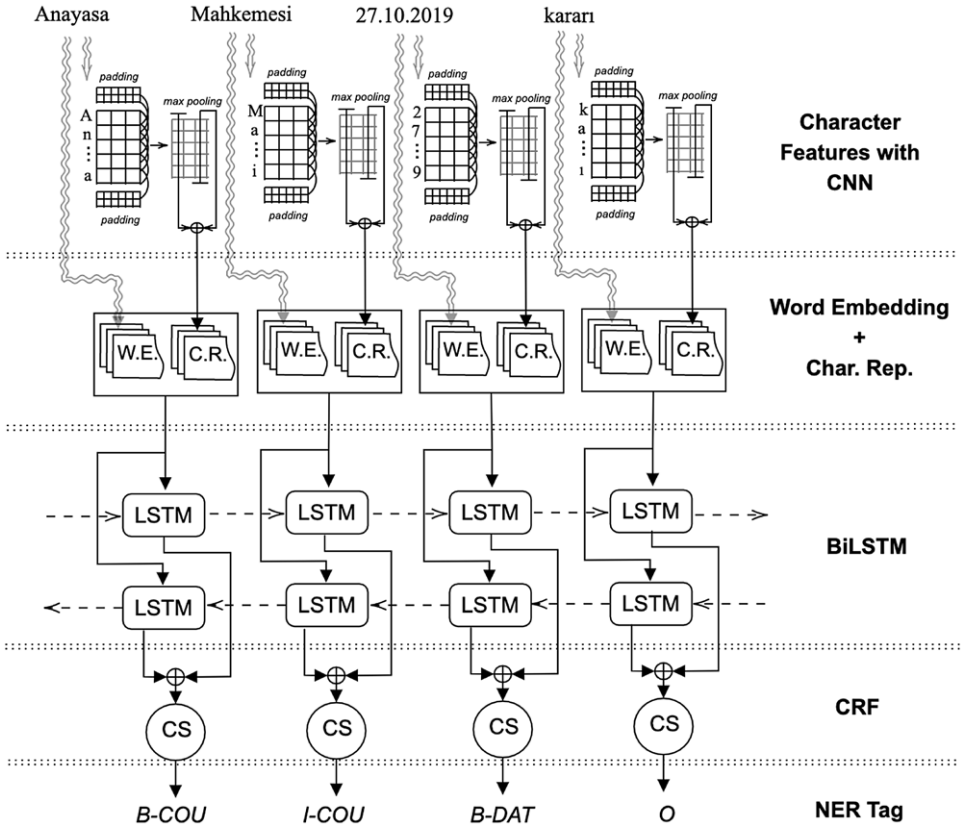 Anayasa Mahkemesi 27.10.2019 kararı
padding padding padding padding
max pooling max pooling max pooling max pooling
A M 2 k
n a 7 a
⋮ ⋮ ⋮ ⋮
a i 9 ı
padding padding padding padding
Character
Features with
CNN
W.E. C.R. W.E. C.R. W.E. C.R. W.E. C.R.
Word Embedding
+
Char. Rep.
LSTM LSTM LSTM LSTM
LSTM LSTM LSTM LSTM
BiLSTM
CS CS CS CS
CRF
B-COU I-COU B-DAT O
NER Tag